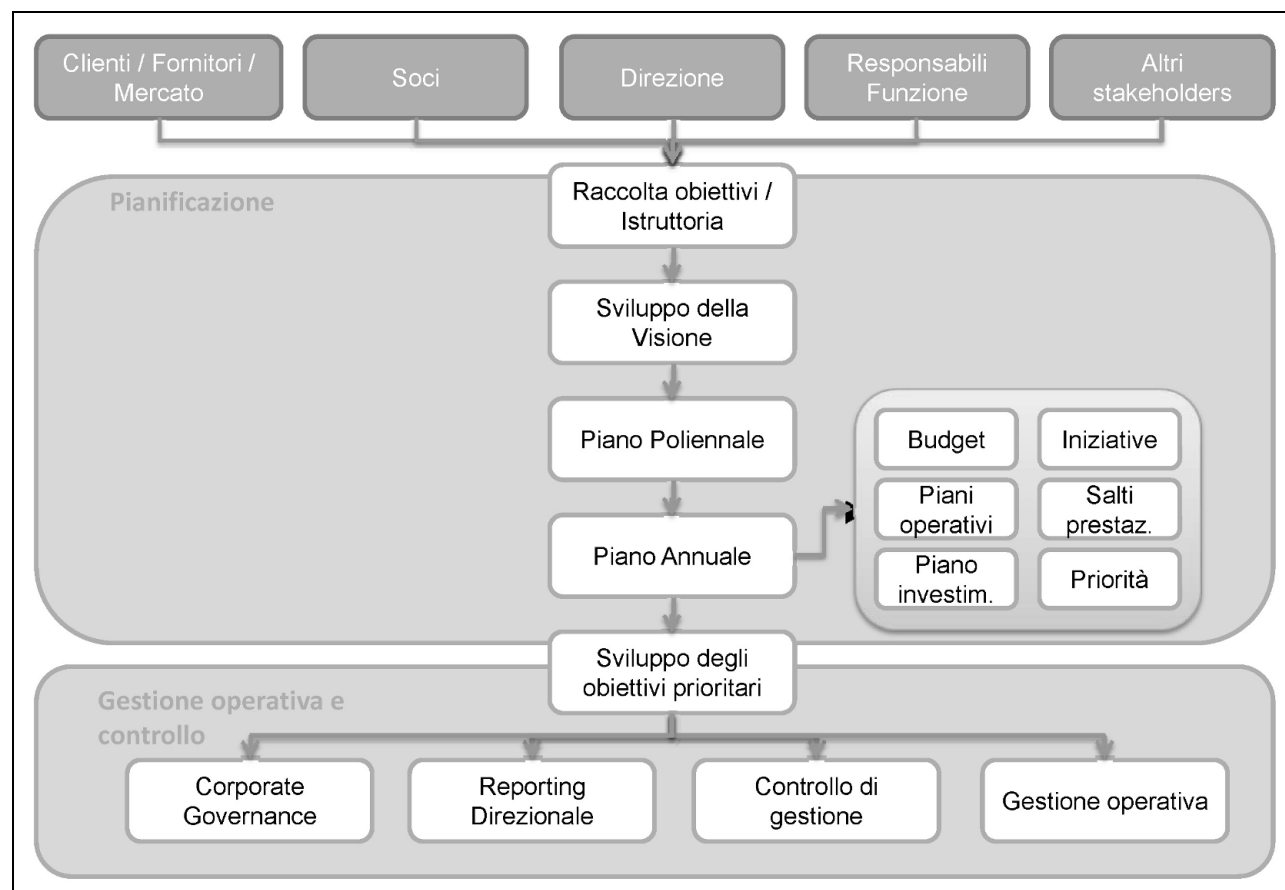 Clienti / Fornitori /
Mercato
Soci
Direzione
Responsabili
Funzione
Altri
stakeholders
Pianificazione
Raccolta obiettivi /
Istruttoria
Sviluppo della
Visione
Piano Poliennale
Piano Annuale
Budget
Iniziative
Piani
operativi
Salti
prestaz.
Piano
investim.
Priorità
Sviluppo degli
obiettivi prioritari
Gestione operativa e
controllo
Corporate
Governance
Reporting
Direzionale
Controllo di
gestione
Gestione operativa